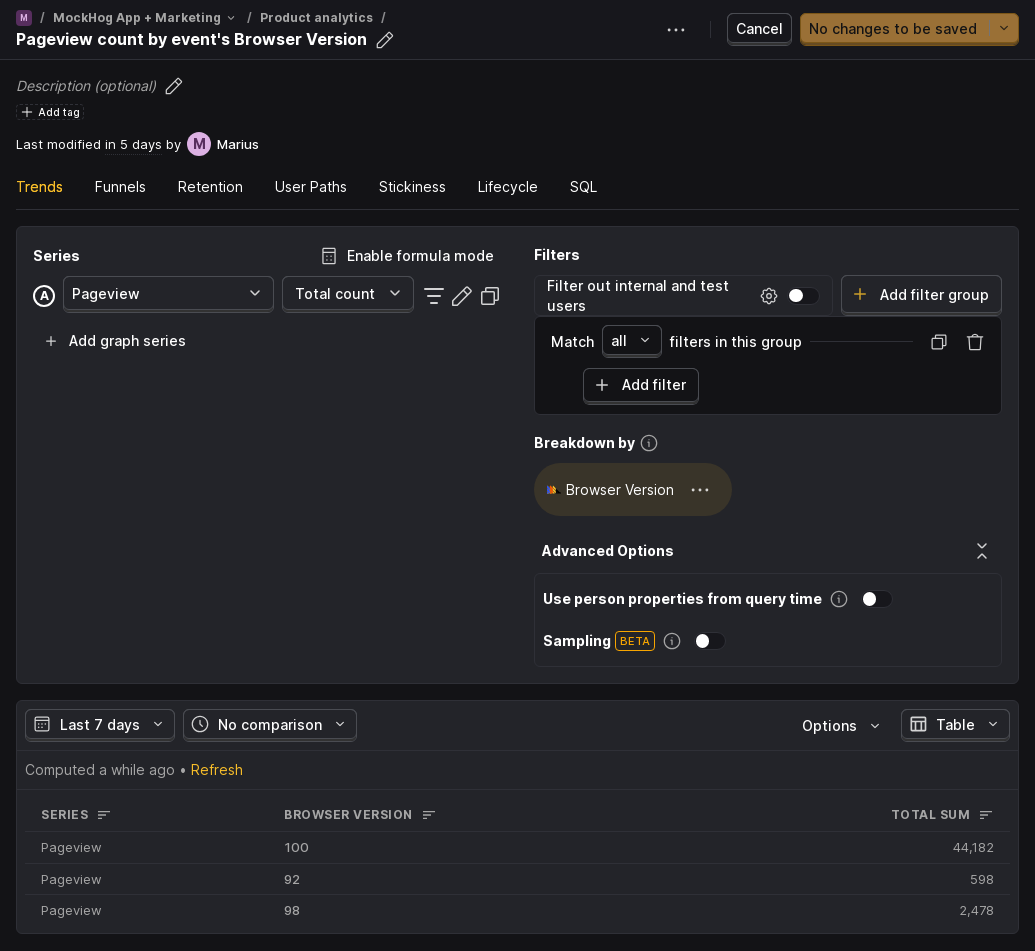 M / MockHog App + Marketing / Product analytics /
Pageview count by event's Browser Version
Cancel
No changes to be saved
Description (optional)
Add tag
Last modified in 5 days by M Marius
Trends Funnels Retention User Paths Stickiness Lifecycle SQL
Series
Enable formula mode
A Pageview Total count
Add graph series
Filters
Filter out internal and test
users
Add filter group
Match all filters in this group
Add filter
Breakdown by
Browser Version
Advanced Options
Use person properties from query time
Sampling BETA
Last 7 days No comparison Options Table
Computed a while ago • Refresh
SERIES BROWSER VERSION TOTAL SUM
Pageview 100 44,182
Pageview 92 598
Pageview 98 2,478